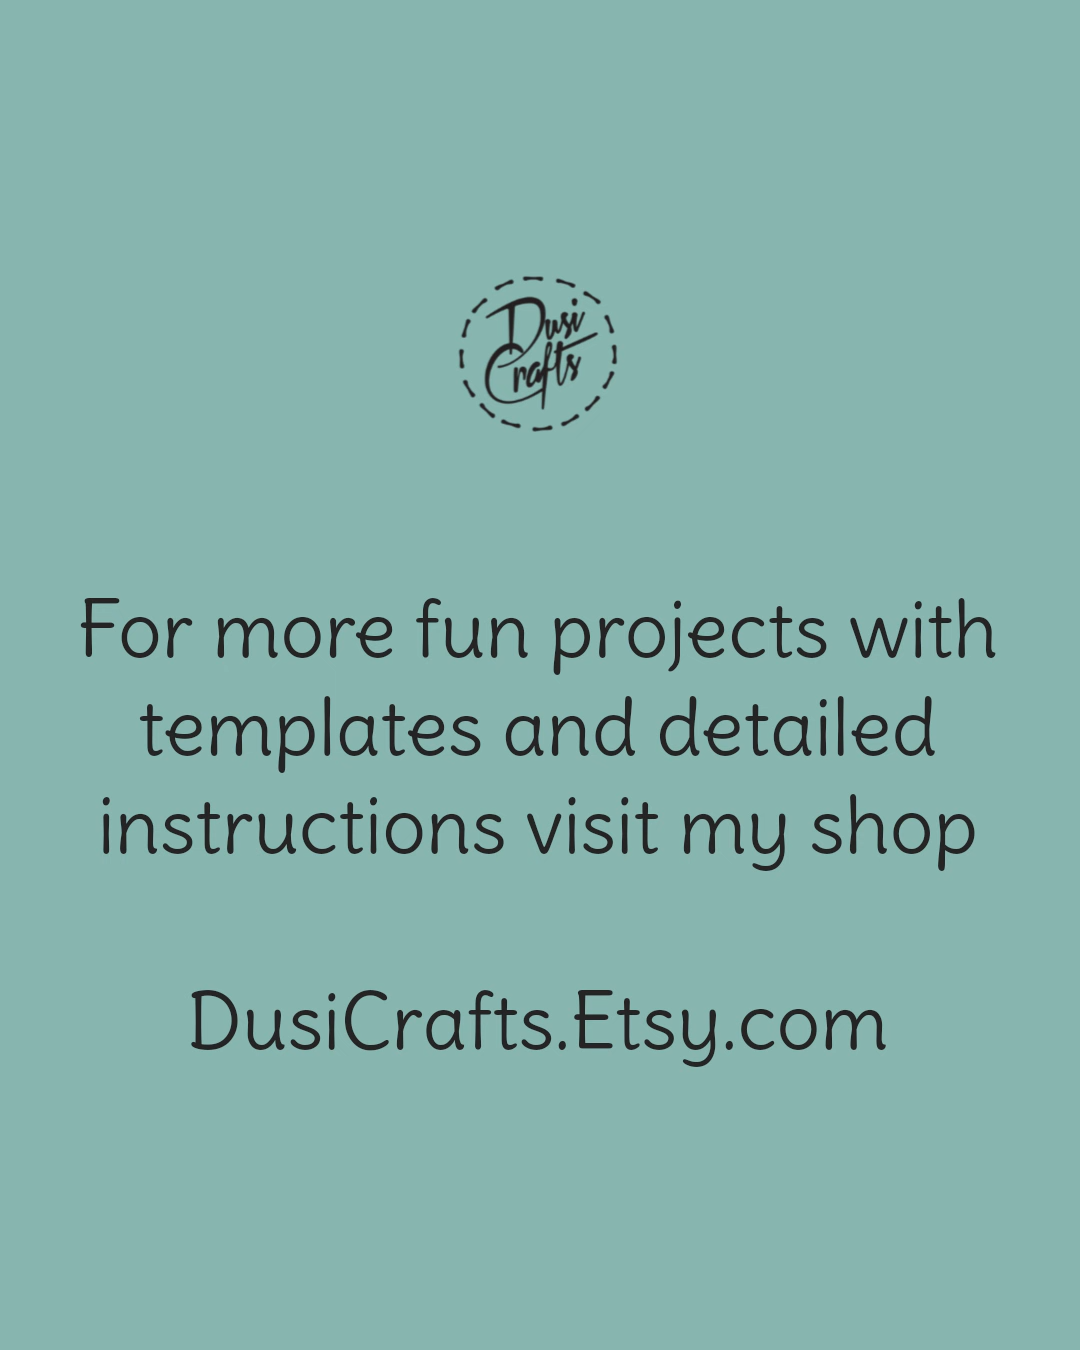 Dusi
Crafts
For more fun projects with
templates and detailed
instructions visit my shop
DusiCrafts.Etsy.com